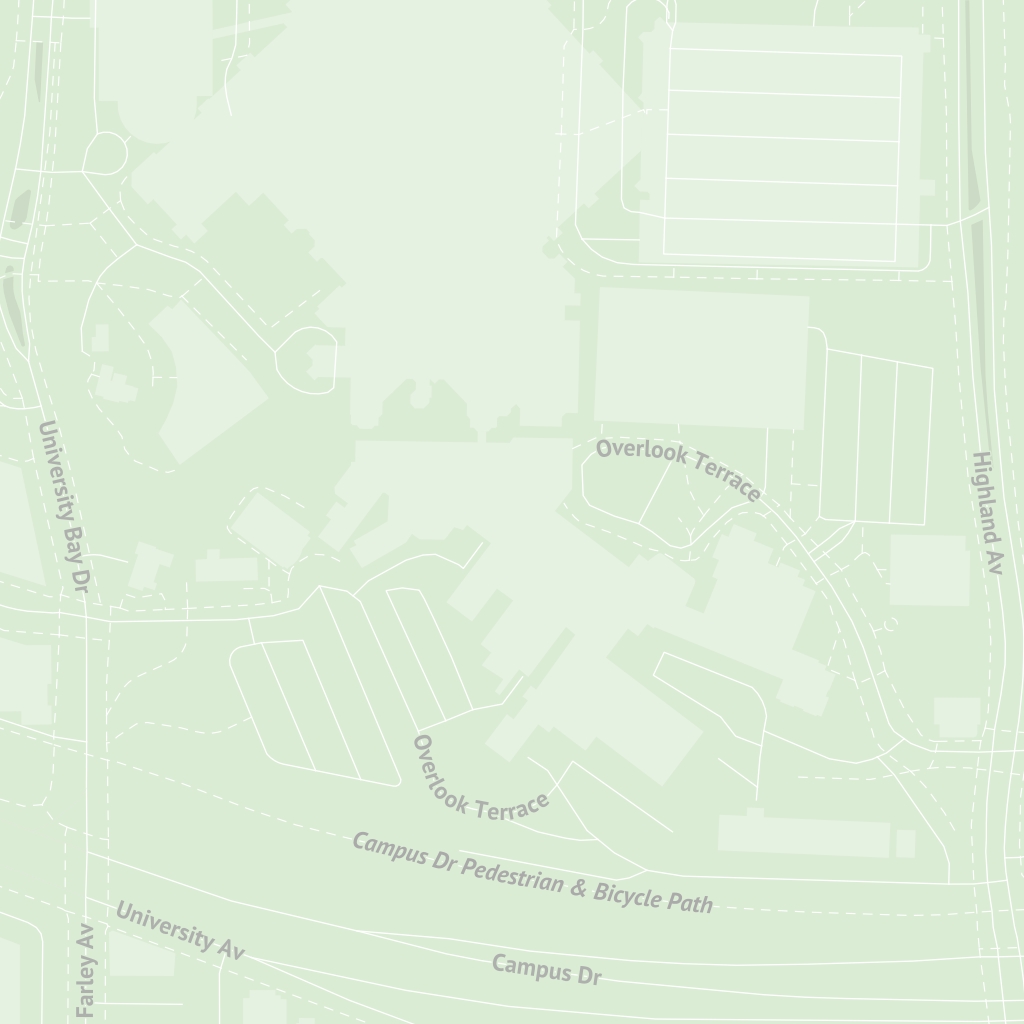 Overlook Terrace
University Bay Dr
Highland Av
Overlook Terrace
Campus Dr Pedestrian & Bicycle Path
University Av
Farley Av
Campus Dr